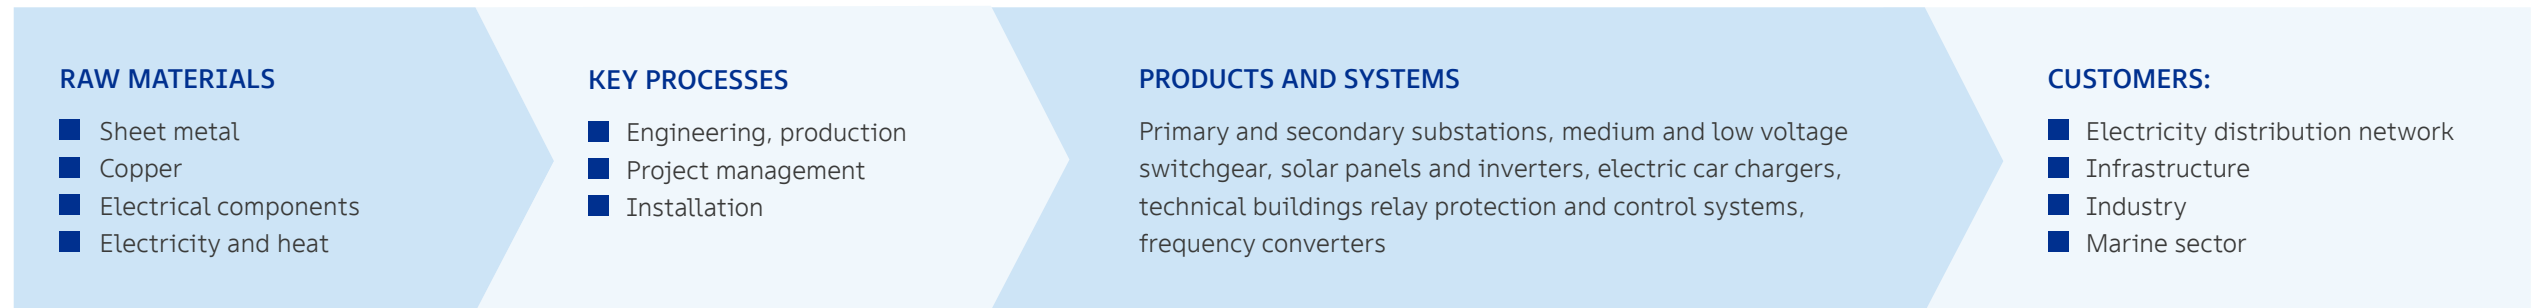 RAW MATERIALS
Sheet metal
Copper
Electrical components
Electricity and heat
KEY PROCESSES
Engineering, production
Project management
Installation
PRODUCTS AND SYSTEMS
Primary and secondary substations, medium and low voltage
switchgear, solar panels and inverters, electric car chargers,
technical buildings relay protection and control systems,
frequency converters
CUSTOMERS:
Electricity distribution network
Infrastructure
Industry
Marine sector